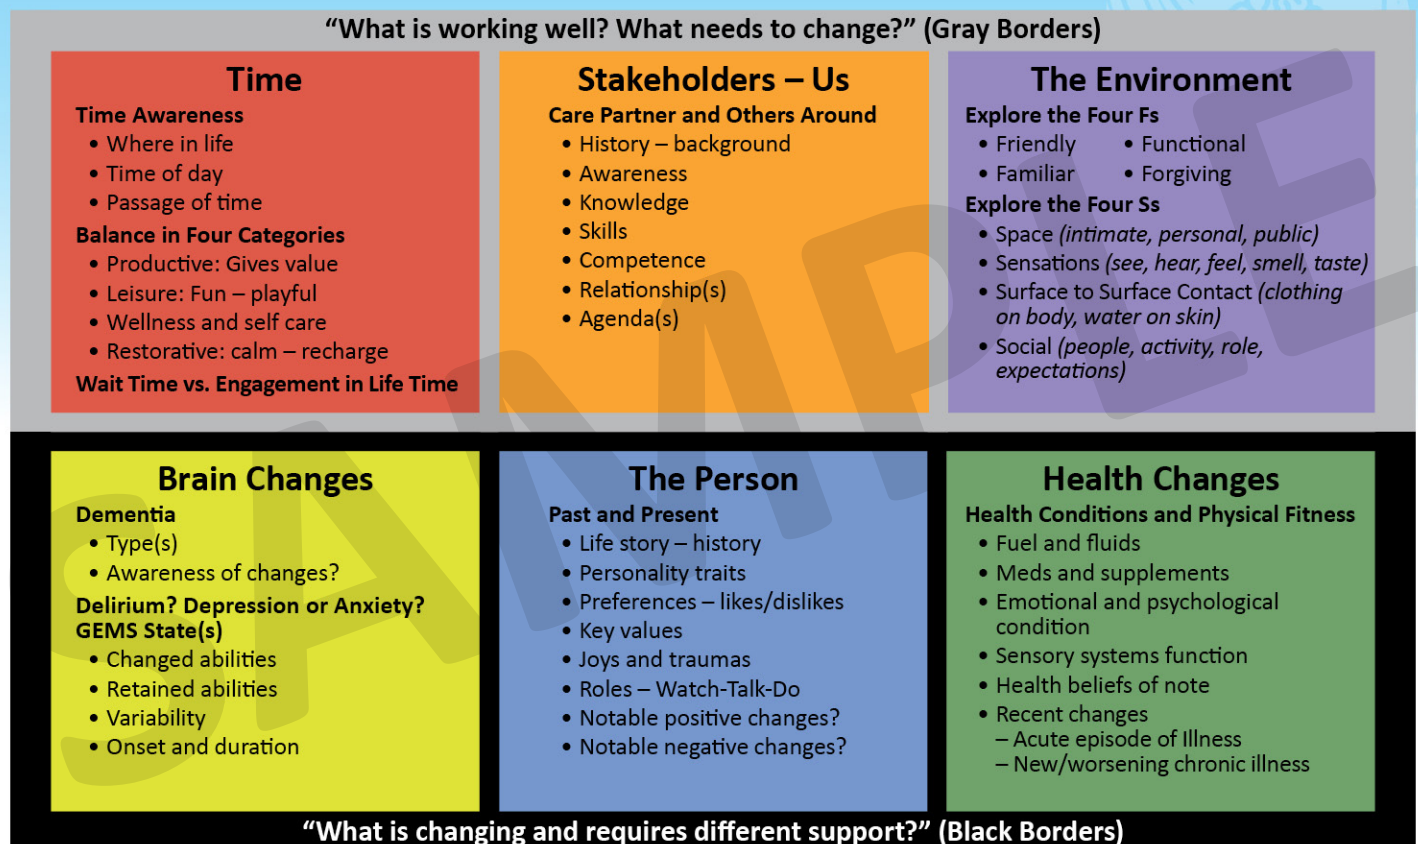 “What is working well? What needs to change?” (Gray Borders)
Time
Time Awareness
• Where in life
• Time of day
• Passage of time
Balance in Four Categories
• Productive: Gives value
• Leisure: Fun – playful
• Wellness and self care
• Restorative: calm – recharge
Wait Time vs. Engagement in Life Time
Stakeholders – Us
Care Partner and Others Around
• History – background
• Awareness
• Knowledge
• Skills
• Competence
• Relationship(s)
• Agenda(s)
The Environment
Explore the Four Fs
• Friendly • Functional
• Familiar • Forgiving
Explore the Four Ss
• Space (intimate, personal, public)
• Sensations (see, hear, feel, smell, taste)
• Surface to Surface Contact (clothing
on body, water on skin)
• Social (people, activity, role,
expectations)
Brain Changes
Dementia
• Type(s)
• Awareness of changes?
Delirium? Depression or Anxiety?
GEMS State(s)
• Changed abilities
• Retained abilities
• Variability
• Onset and duration
The Person
Past and Present
• Life story – history
• Personality traits
• Preferences – likes/dislikes
• Key values
• Joys and traumas
• Roles – Watch-Talk-Do
• Notable positive changes?
• Notable negative changes?
Health Changes
Health Conditions and Physical Fitness
• Fuel and fluids
• Meds and supplements
• Emotional and psychological
condition
• Sensory systems function
• Health beliefs of note
• Recent changes
– Acute episode of Illness
– New/worsening chronic illness
“What is changing and requires different support?” (Black Borders)
SAMPLE